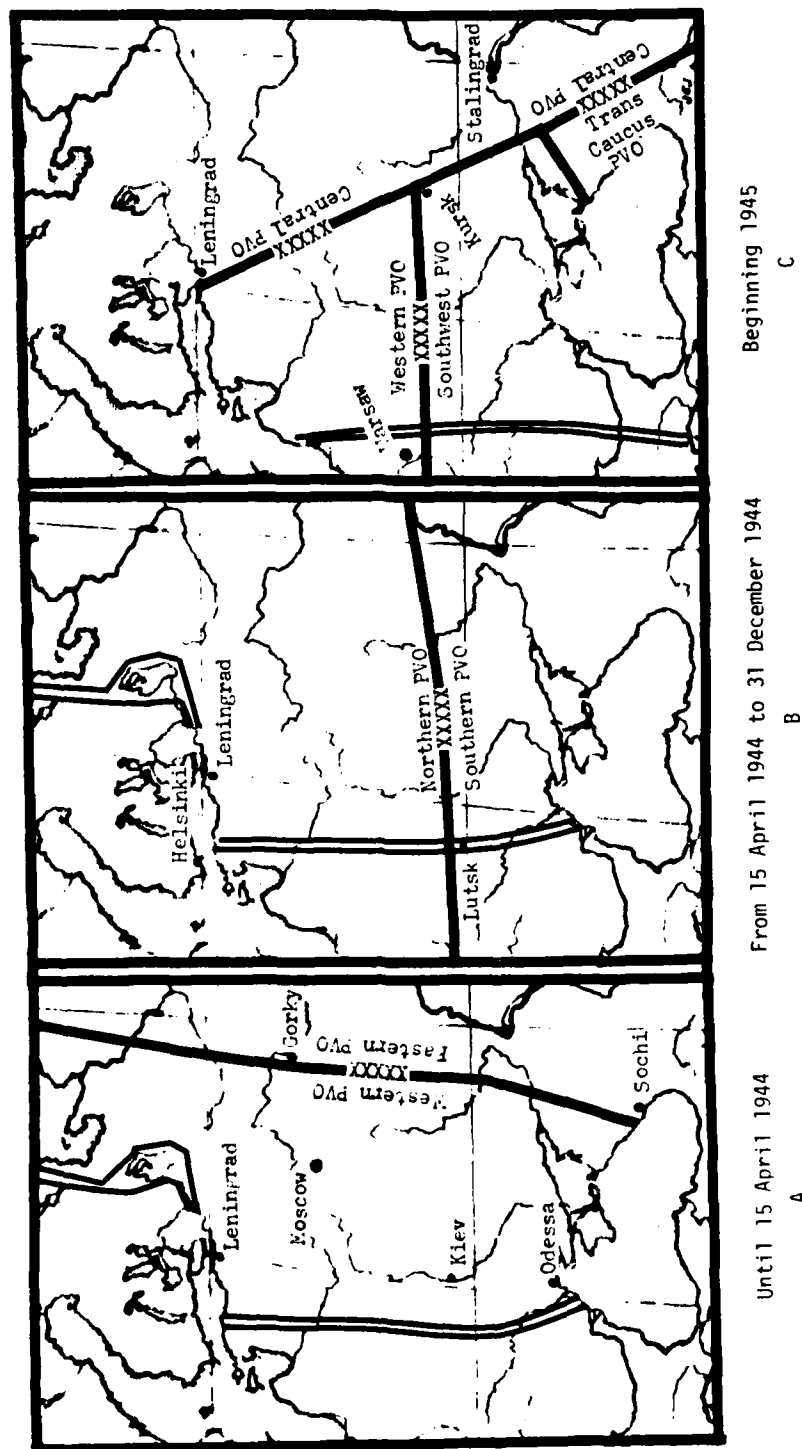 Leningrad
Moscow
Gorky
Western PVO
XXXXX
Eastern PVO
Kiev
Odessa
Sochi
Until 15 April 1944
A
Helsinki
Leningrad
Northern PVO
XXXXX
Southern PVO
Lutsk
From 15 April 1944 to 31 December 1944
B
Leningrad
Central PVO
XXXXX
Warsaw
Western PVO
XXXXX
Southwest PVO
Kursk
Stalingrad
Central PVO
XXXXX
Trans
Caucus
PVO
Beginning 1945
C